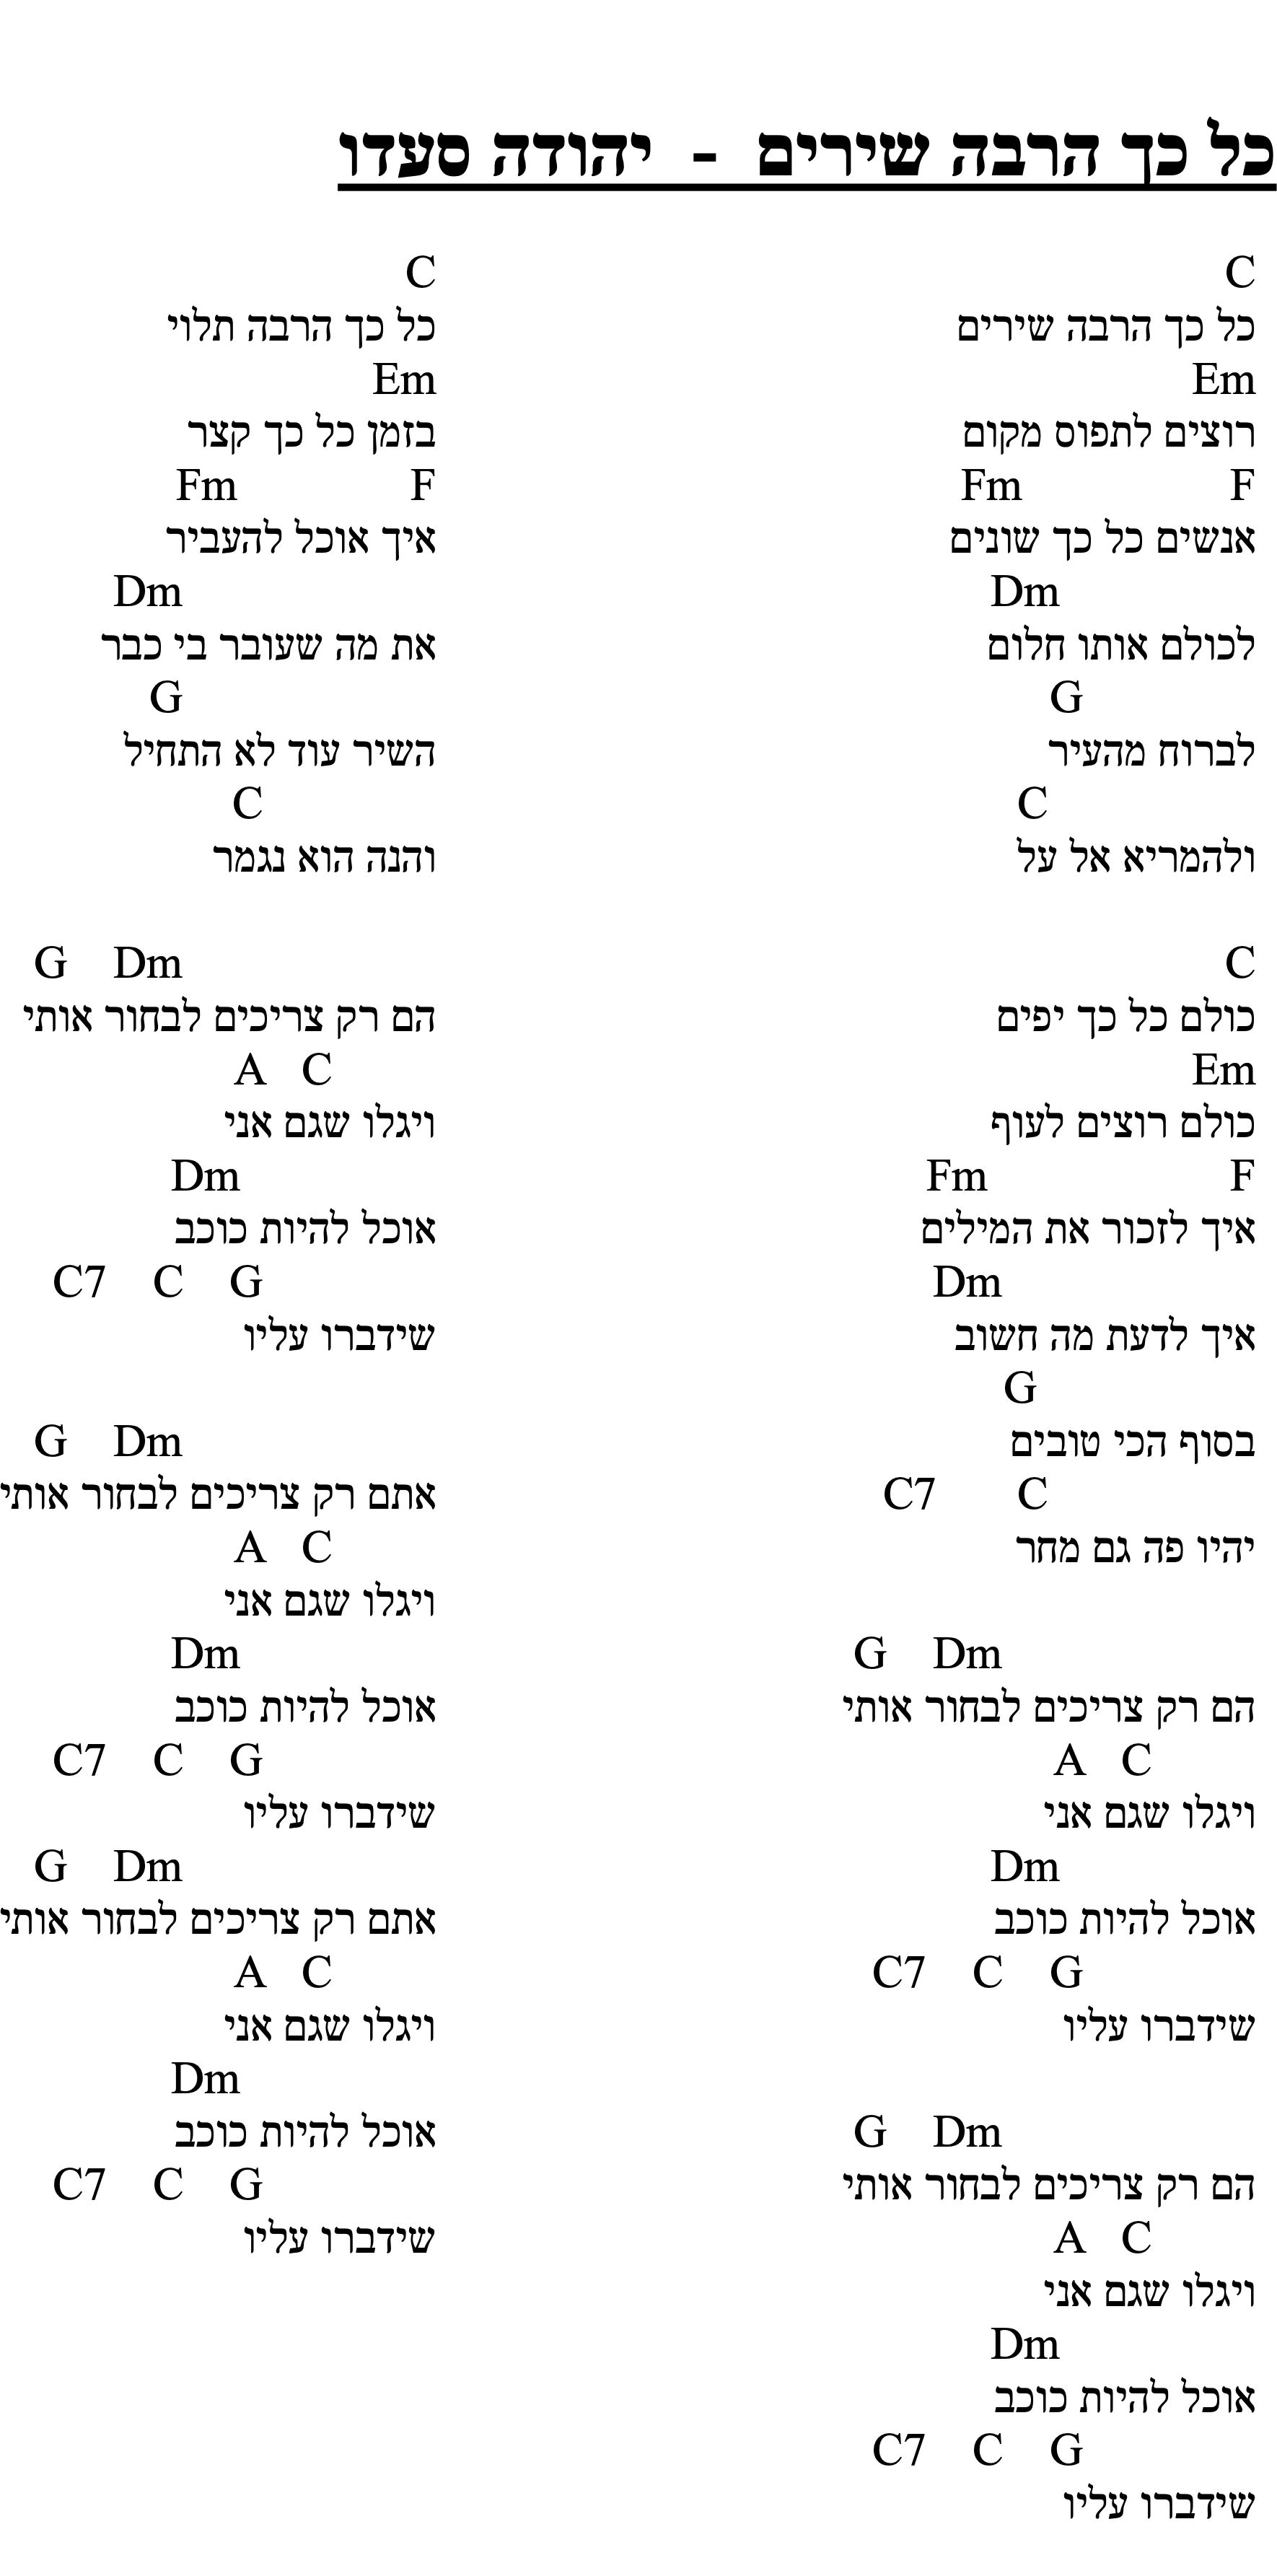 כל כך הרבה שירים - יהודה סעדו
C
כל כך הרבה שירים
Em
רוצים לתפוס מקום
F Fm
אנשים כל כך שונים
Dm
לכולם אותו חלום
G
לברוח מהעיר
C
ולהמריא אל על
C
כולם כל כך יפים
Em
כולם רוצים לעוף
F Fm
איך לזכור את המילים
Dm
איך לדעת מה חשוב
G
בסוף הכי טובים
C C7
יהיו פה גם מחר
Dm G
הם רק צריכים לבחור אותי
C A
ויגלו שגם אני
Dm
אוכל להיות כוכב
G C C7
שידברו עליו
Dm G
הם רק צריכים לבחור אותי
C A
ויגלו שגם אני
Dm
אוכל להיות כוכב
G C C7
שידברו עליו
C
כל כך הרבה תלוי
Em
בזמן כל כך קצר
F Fm
איך אוכל להעביר
Dm
את מה שעובר בי כבר
G
השיר עוד לא התחיל
C
והנה הוא נגמר
Dm G
הם רק צריכים לבחור אותי
C A
ויגלו שגם אני
Dm
אוכל להיות כוכב
G C C7
שידברו עליו
Dm G
אתם רק צריכים לבחור אותי
C A
ויגלו שגם אני
Dm
אוכל להיות כוכב
G C C7
שידברו עליו
Dm G
אתם רק צריכים לבחור אותי
C A
ויגלו שגם אני
Dm
אוכל להיות כוכב
G C C7
שידברו עליו